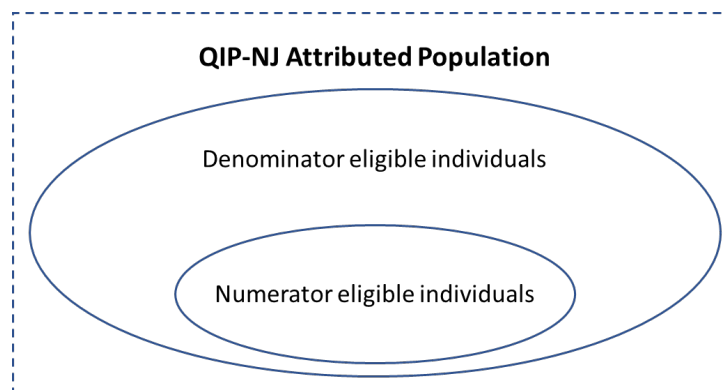 QIP-NJ Attributed Population
Denominator eligible individuals
Numerator eligible individuals